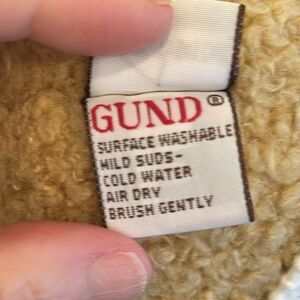 GUND®
SURFACE WASHABLE
MILD SUDS-
COLD WATER
AIR DRY
BRUSH GENTLY